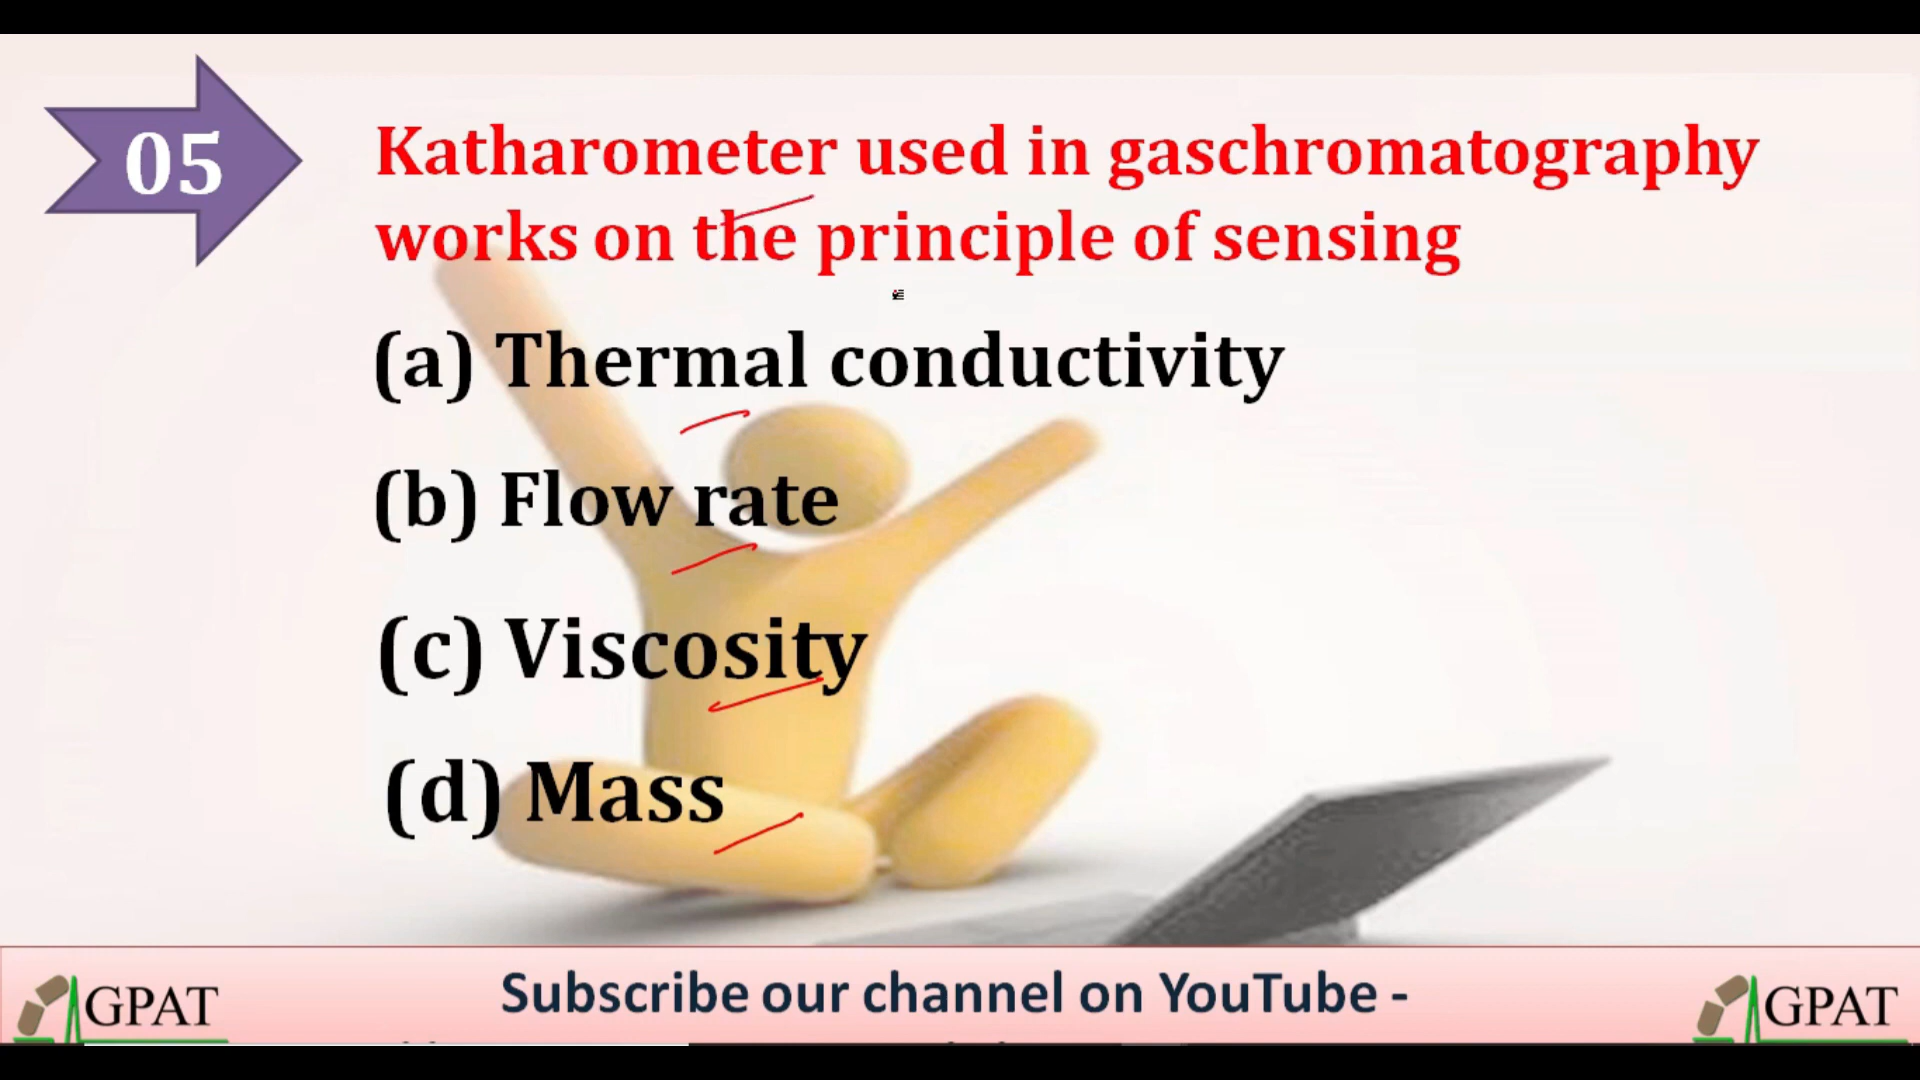 05
Katharometer used in gaschromatography
works on the principle of sensing
(a) Thermal conductivity
(b) Flow rate
(c) Viscosity
(d) Mass
GPAT
Subscribe our channel on YouTube -
GPAT